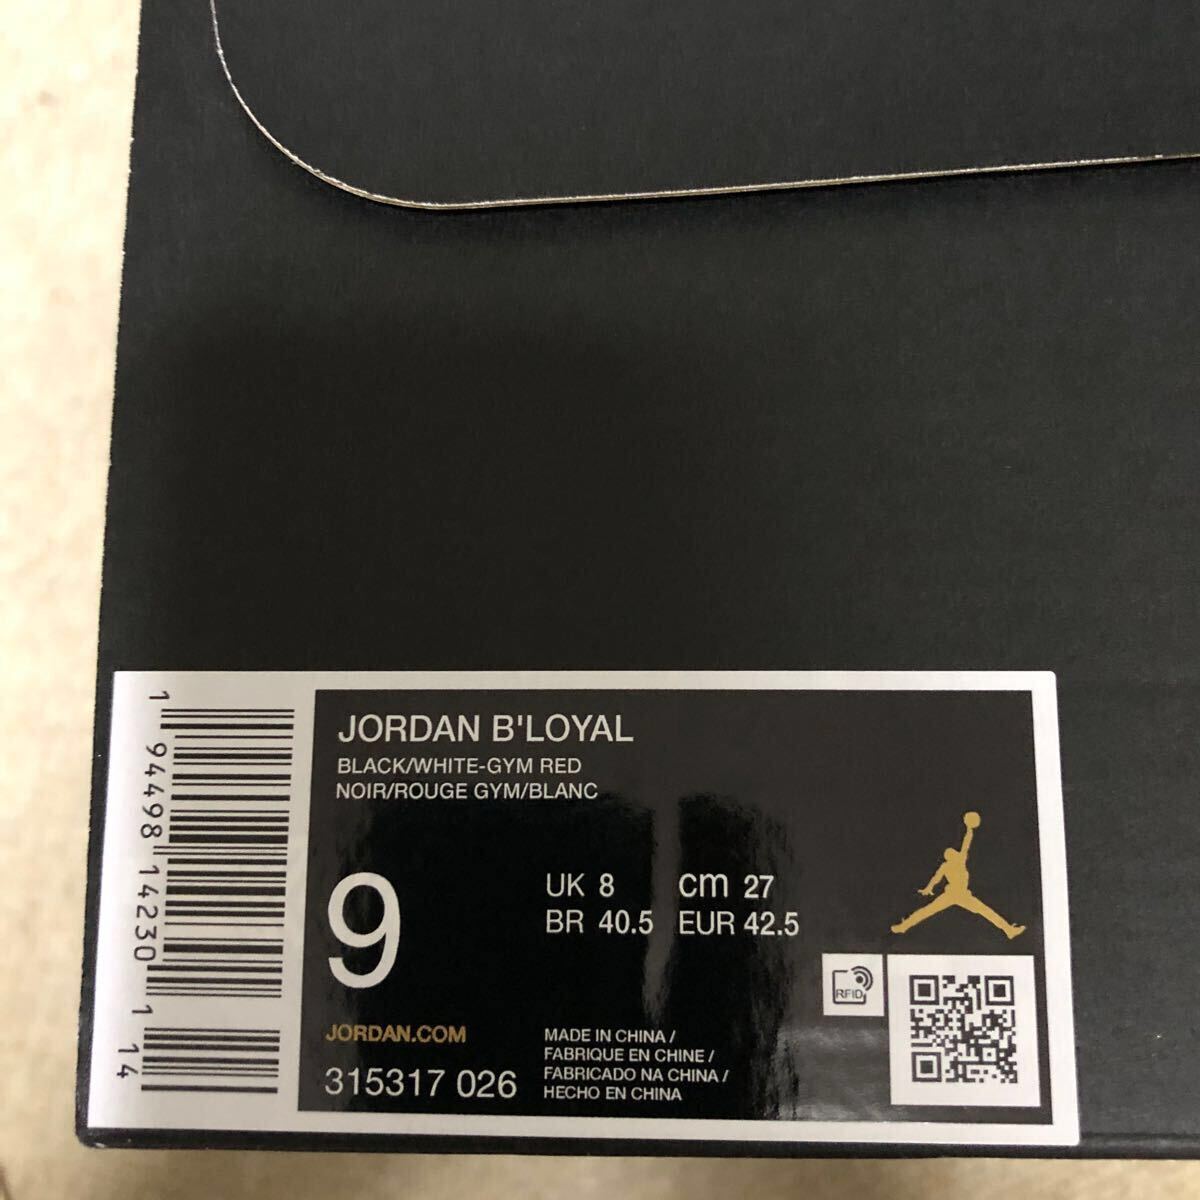 JORDAN B'LOYAL
BLACK/WHITE-GYM RED
NOIR/ROUGE GYM/BLANC
9
UK 8 cm 27
BR 40.5 EUR 42.5
RFID
JORDAN.COM
315317 026
MADE IN CHINA /
FABRIQUE EN CHINE /
FABRICADO NA CHINA /
HECHO EN CHINA
1 94498 14230 1 14